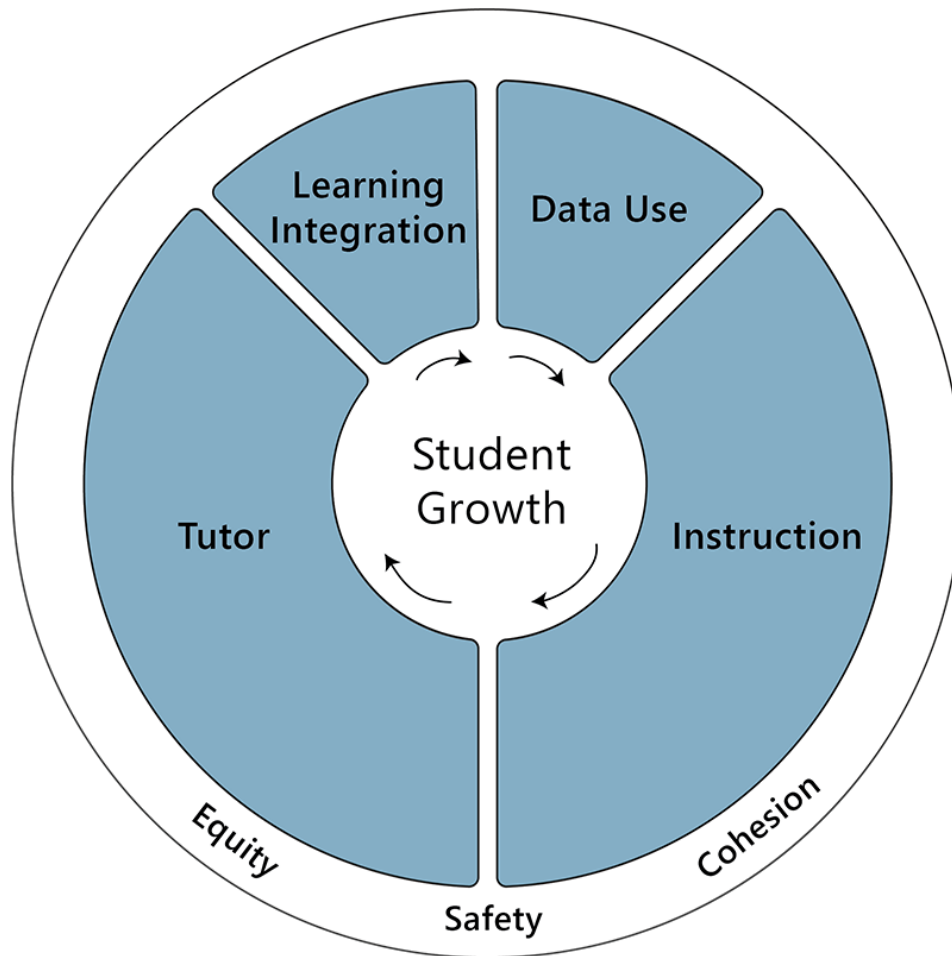 Learning
Integration
Data Use
Student
Growth
Tutor
Instruction
Equity
Safety
Cohesion